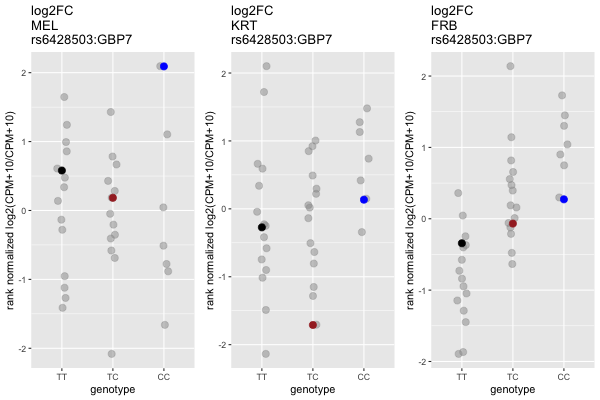 log2FC
MEL
rs6428503:GBP7
rank normalized log2(CPM+10/CPM+10)
2
1
0
-1
-2
TT
TC
CC
genotype
log2FC
KRT
rs6428503:GBP7
rank normalized log2(CPM+10/CPM+10)
2
1
0
-1
-2
TT
TC
CC
genotype
log2FC
FRB
rs6428503:GBP7
rank normalized log2(CPM+10/CPM+10)
2
1
0
-1
-2
TT
TC
CC
genotype